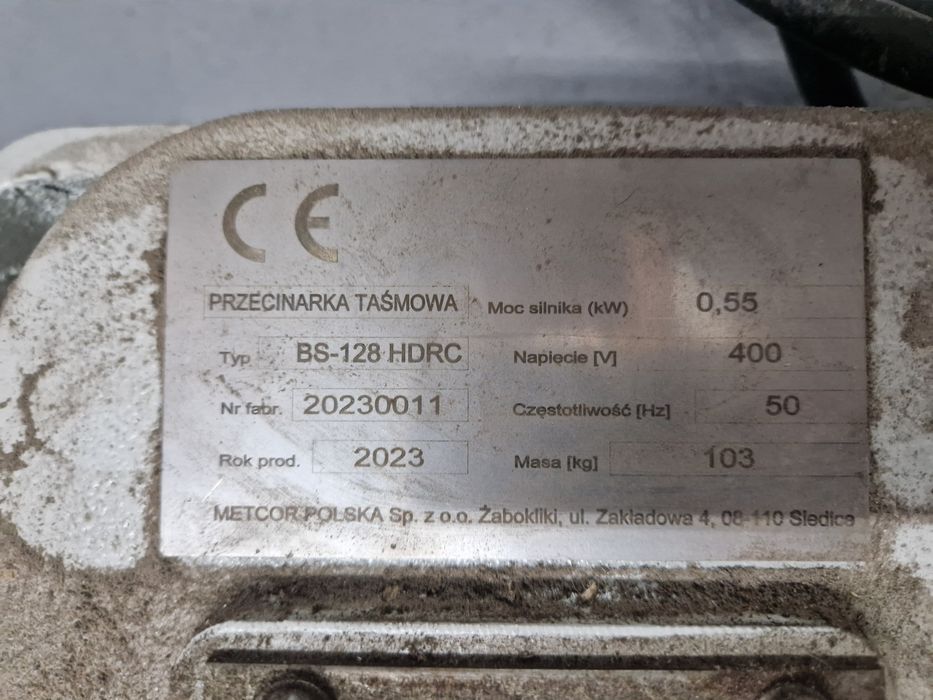 CE
PRZECINARKA TAŚMOWA Moc silnika (kW) 0,55
Typ BS-128 HDRC Napięcie [V] 400
Nr fabr. 20230011 Częstotliwość [Hz] 50
Rok prod. 2023 Masa [kg] 103
METCOR POLSKA Sp. z o.o. Żabokliki, ul. Zakładowa 4, 08-110 Siedlce